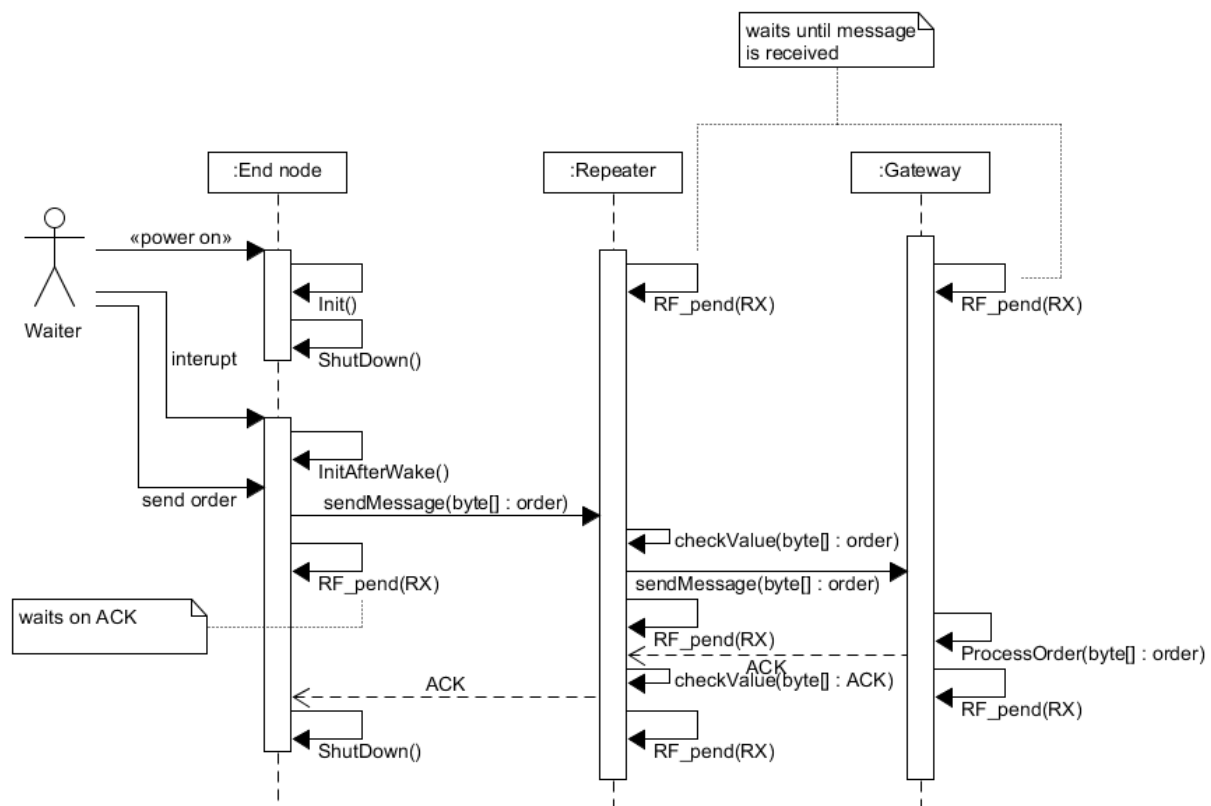 waits until message
is received
:End node
:Repeater
:Gateway
«power on»
Init()
RF_pend(RX)
RF_pend(RX)
Waiter
ShutDown()
interupt
InitAfterWake()
send order
sendMessage(byte[] : order)
checkValue(byte[] : order)
RF_pend(RX)
sendMessage(byte[] : order)
waits on ACK
RF_pend(RX)
ProcessOrder(byte[] : order)
ACK
checkValue(byte[] : ACK)
ACK
RF_pend(RX)
ShutDown()
RF_pend(RX)